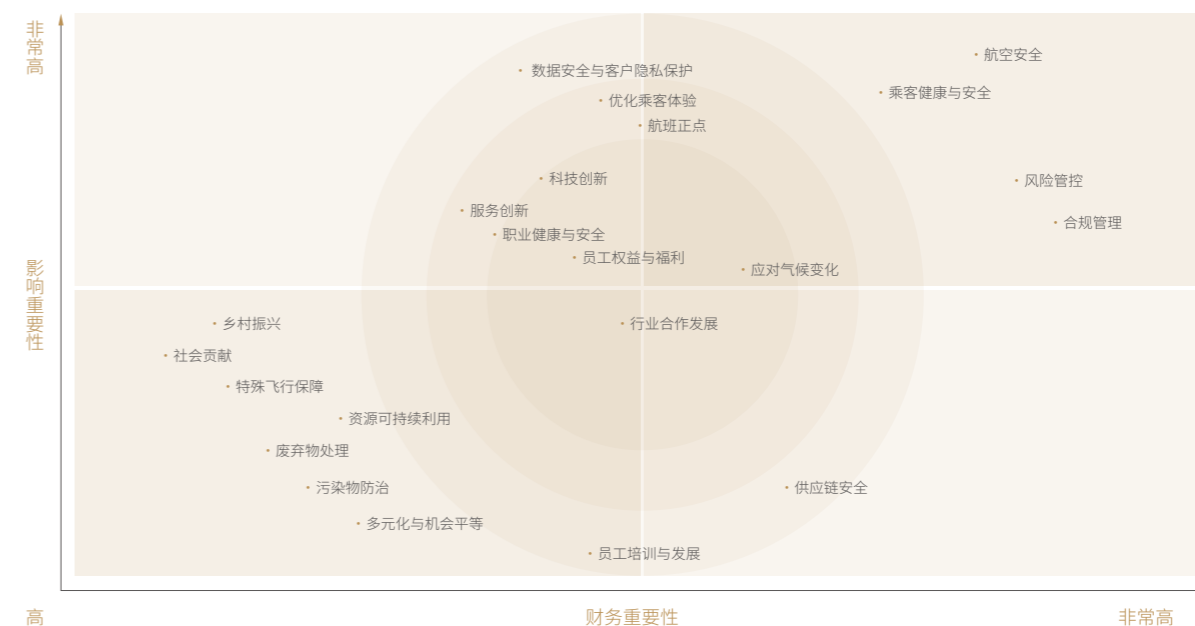 非常高
影响重要性
高
财务重要性
非常高
航空安全
数据安全与客户隐私保护
乘客健康与安全
优化乘客体验
航班正点
科技创新
风险管控
服务创新
合规管理
职业健康与安全
员工权益与福利
应对气候变化
乡村振兴
行业合作发展
社会贡献
特殊飞行保障
资源可持续利用
废弃物处理
污染物防治
供应链安全
多元化与机会平等
员工培训与发展